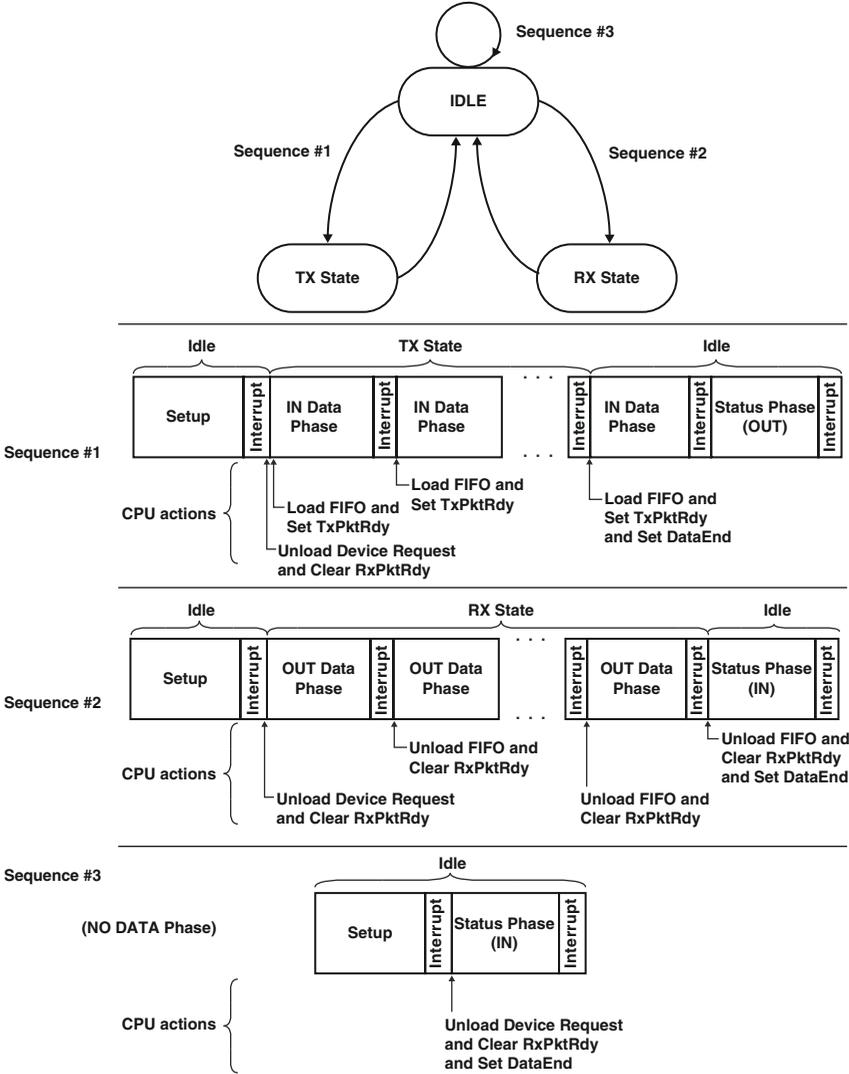 Sequence #3
IDLE
Sequence #1
Sequence #2
TX State
RX State
Idle
TX State
Idle
Setup
Interrupt
IN Data
Phase
Interrupt
IN Data
Phase
. . .
. . .
Interrupt
IN Data
Phase
Interrupt
Status Phase
(OUT)
Interrupt
Sequence #1
CPU actions
Load FIFO and
Set TxPktRdy
Unload Device Request
and Clear RxPktRdy
Load FIFO and
Set TxPktRdy
Load FIFO and
Set TxPktRdy
and Set DataEnd
Idle
RX State
Idle
Setup
Interrupt
OUT Data
Phase
Interrupt
OUT Data
Phase
. . .
. . .
Interrupt
OUT Data
Phase
Interrupt
Status Phase
(IN)
Interrupt
Sequence #2
CPU actions
Unload Device Request
and Clear RxPktRdy
Unload FIFO and
Clear RxPktRdy
Unload FIFO and
Clear RxPktRdy
Unload FIFO and
Clear RxPktRdy
and Set DataEnd
Sequence #3
(NO DATA Phase)
Idle
Setup
Interrupt
Status Phase
(IN)
Interrupt
CPU actions
Unload Device Request
and Clear RxPktRdy
and Set DataEnd